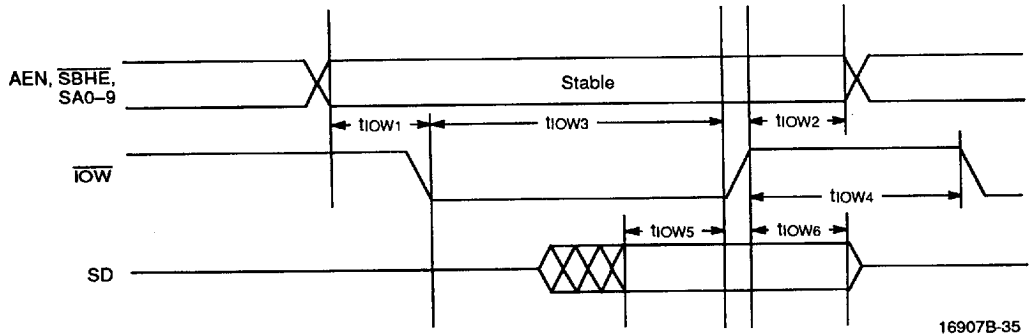 AEN, SBHE,
SA0–9
Stable
tIOW1
tIOW3
tIOW2
IOW
tIOW4
tIOW5
tIOW6
SD
16907B-35